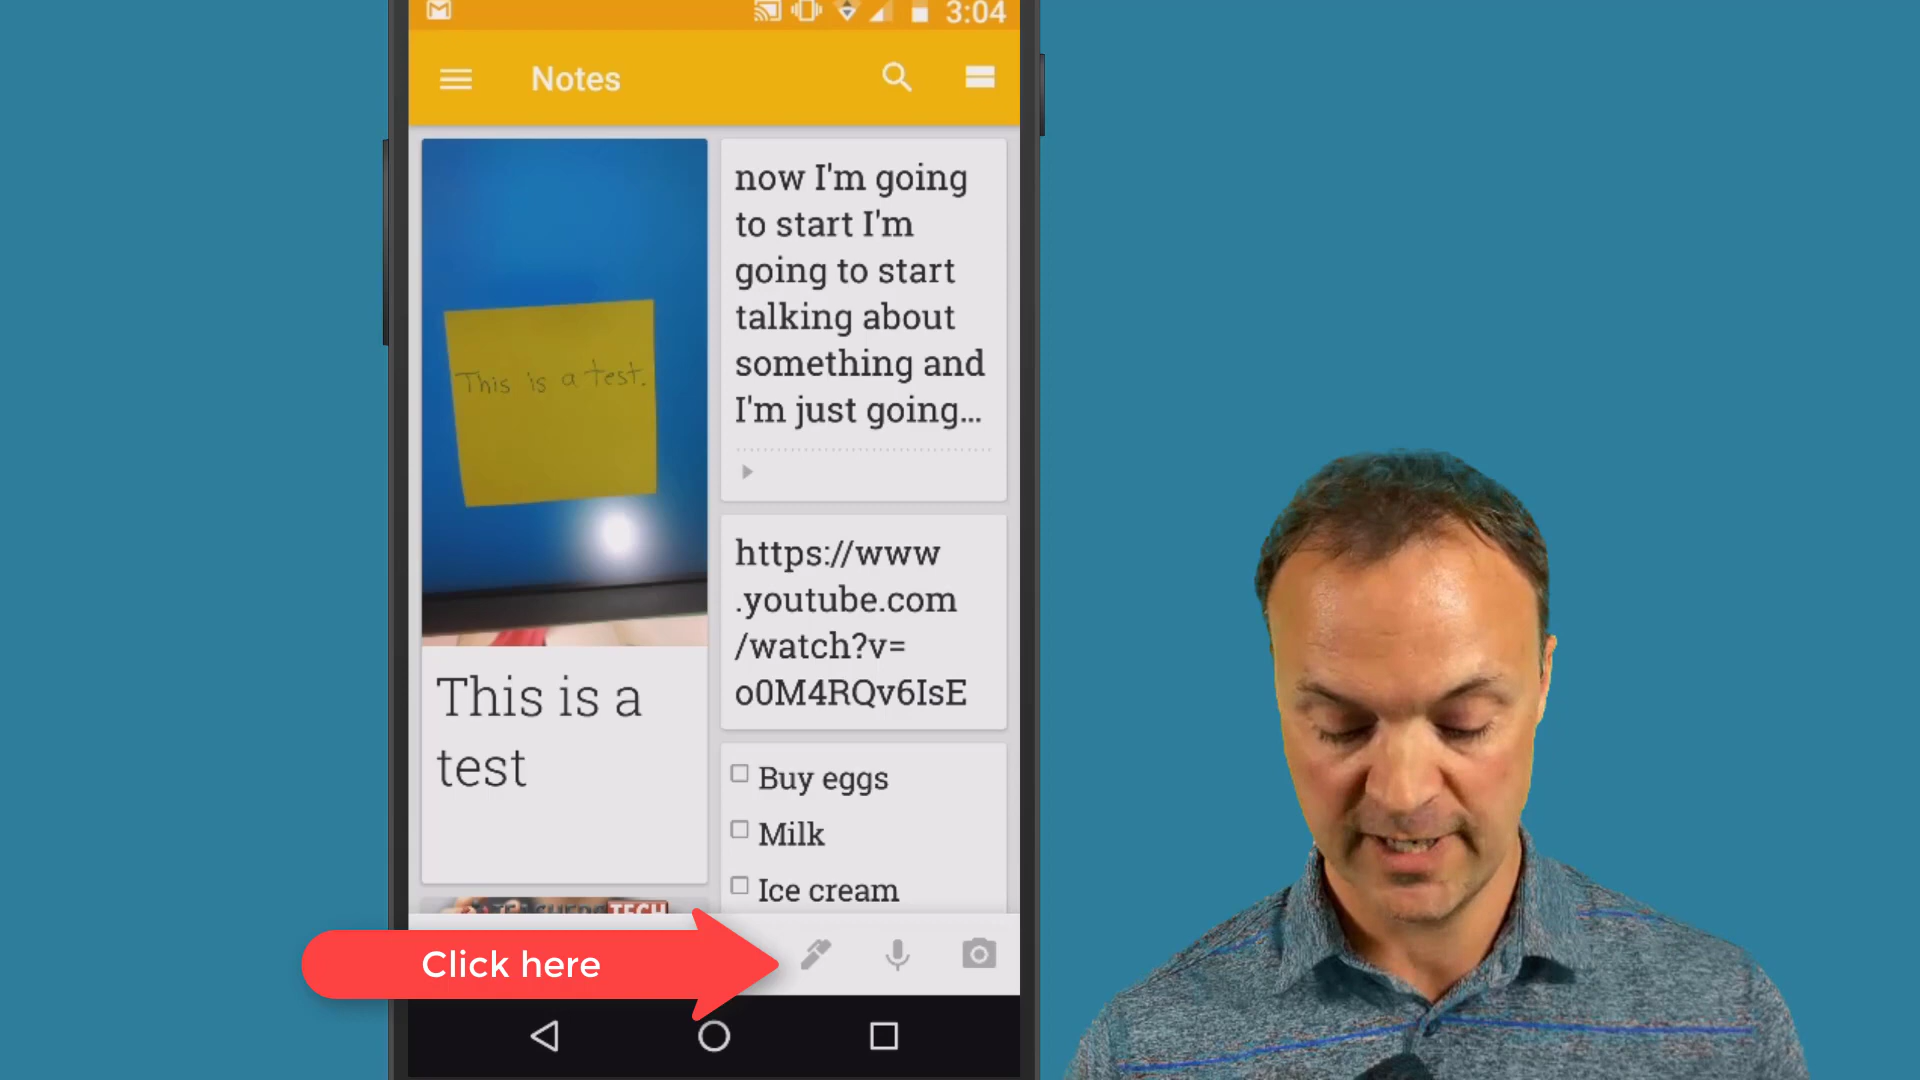 3:04
Notes
This is a test.
This is a
test
now I'm going
to start I'm
going to start
talking about
something and
I'm just going...
https://www
.youtube.com
/watch?v=
o0M4RQv6IsE
Buy eggs
Milk
Ice cream
TECH
Click here